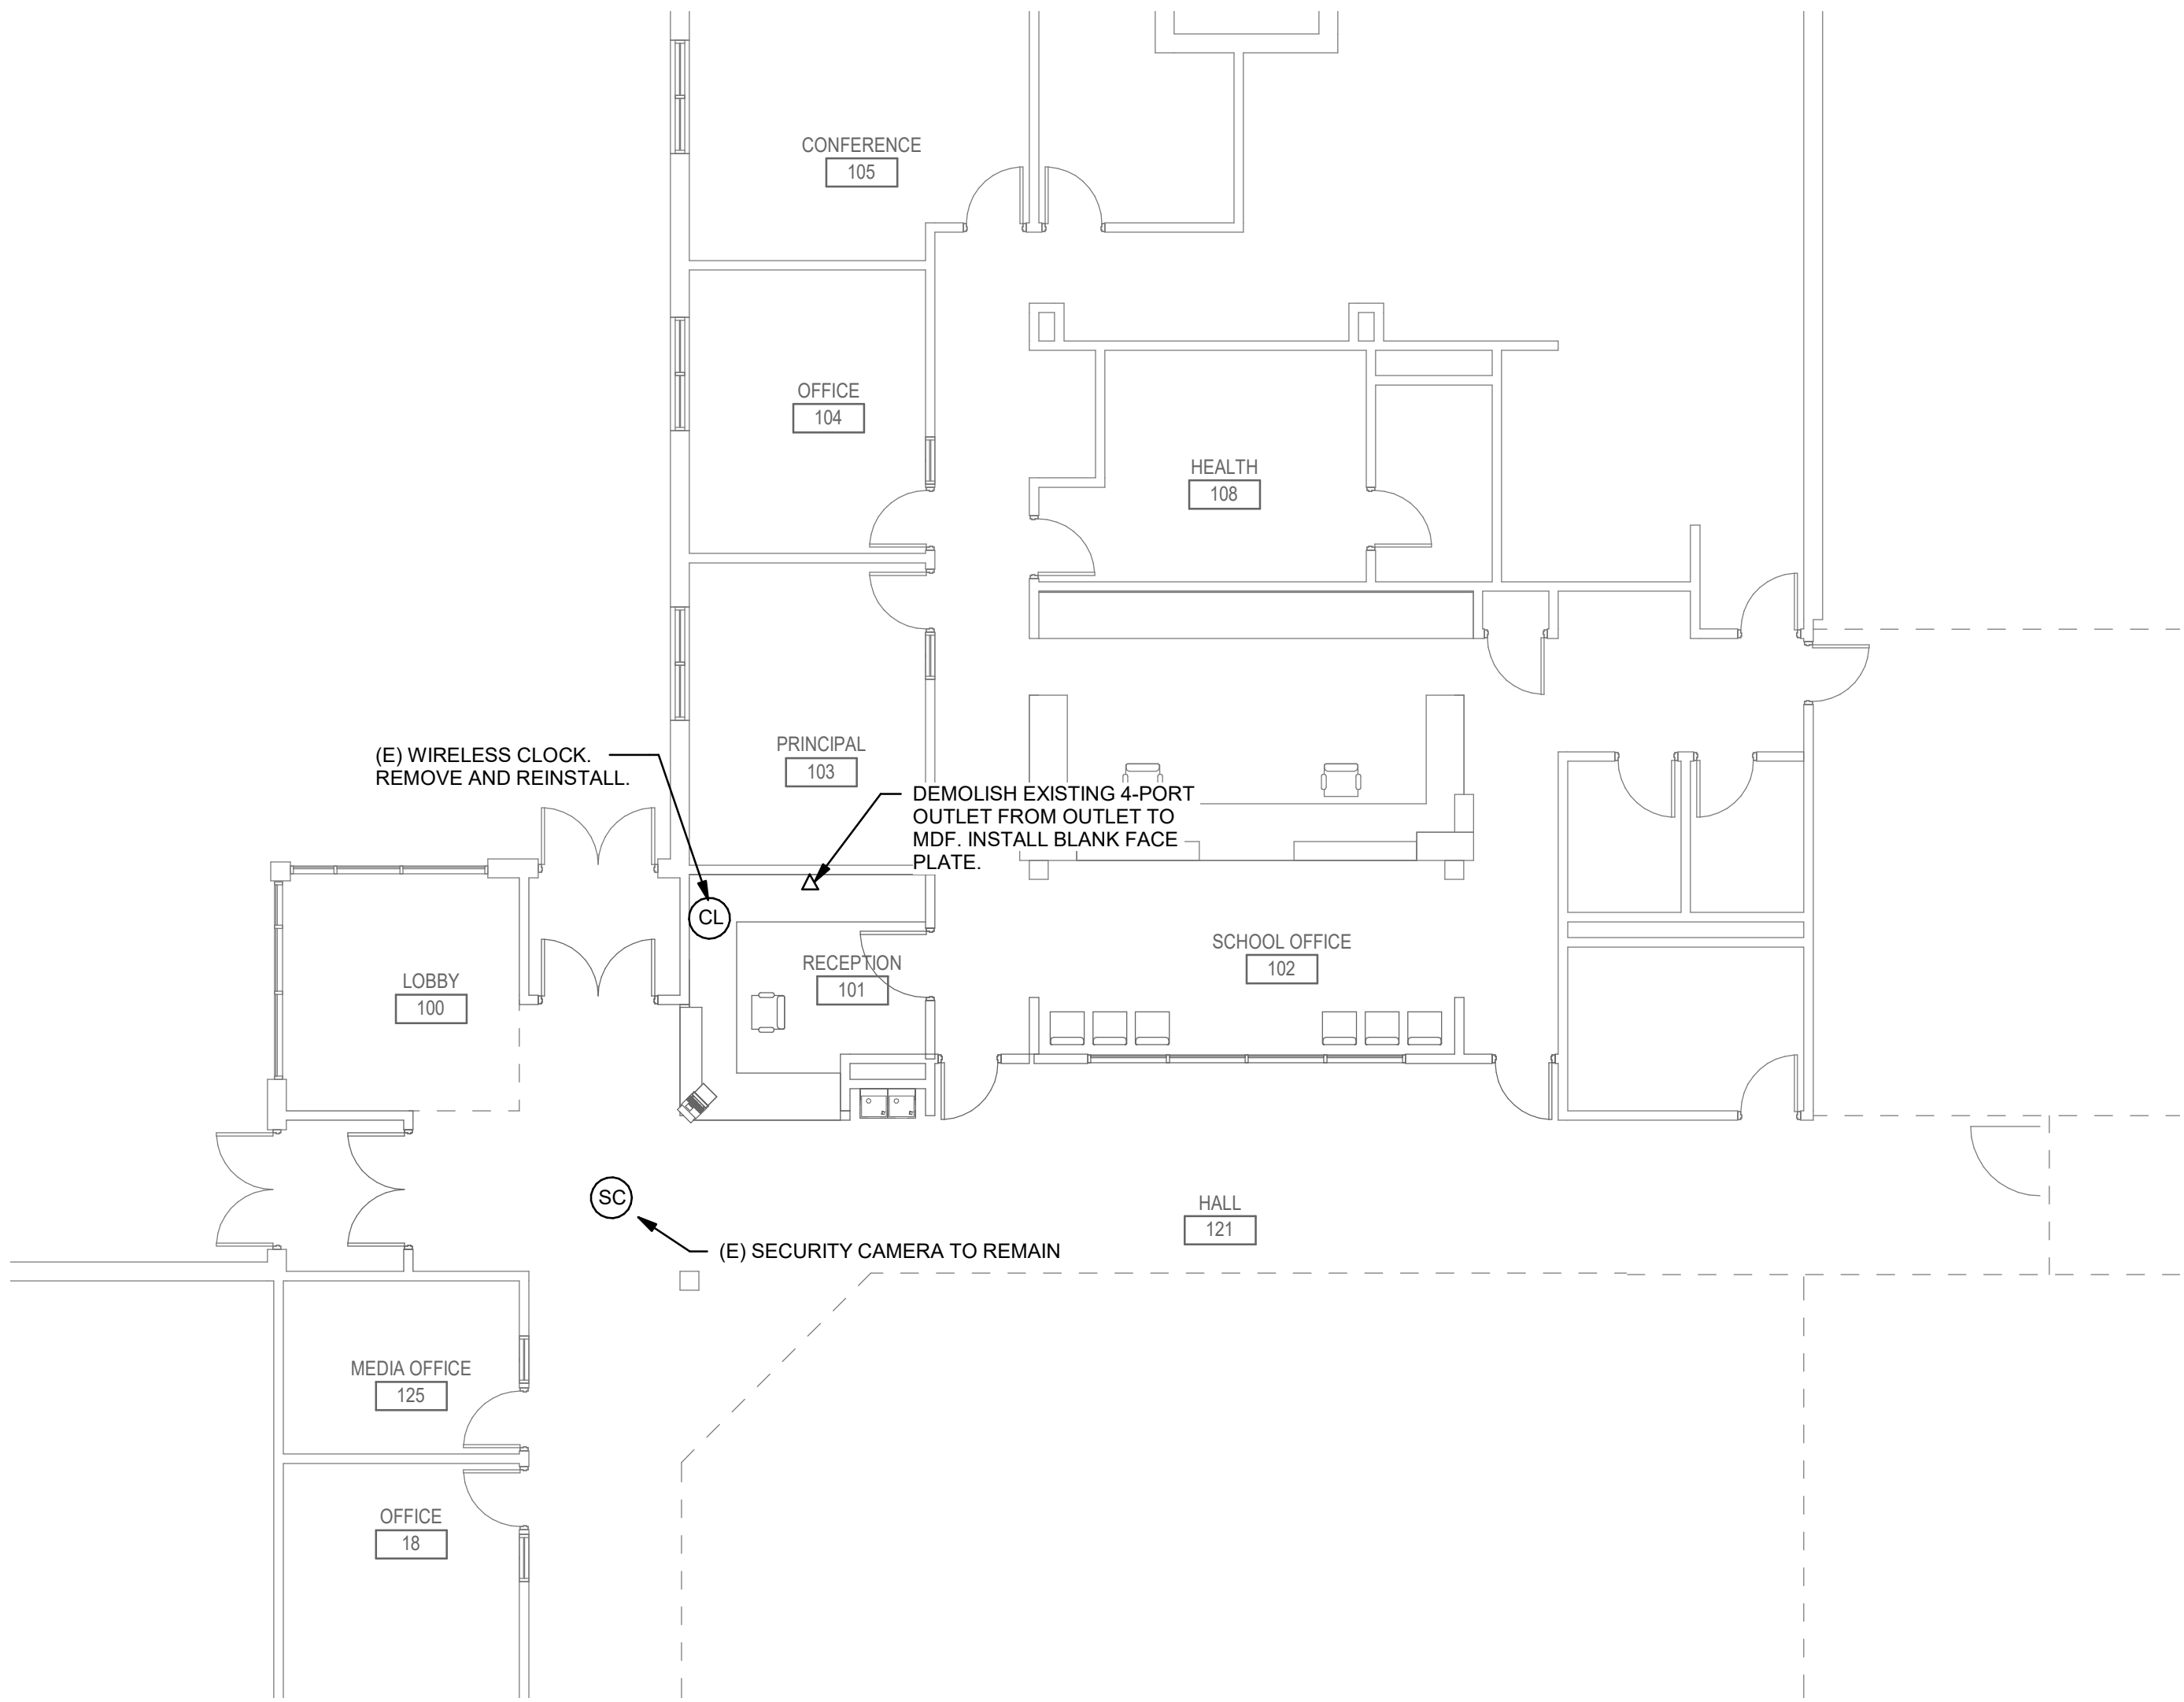 CONFERENCE
105
OFFICE
104
HEALTH
108
PRINCIPAL
103
(E) WIRELESS CLOCK.
REMOVE AND REINSTALL.
DEMOLISH EXISTING 4-PORT
OUTLET FROM OUTLET TO
MDF. INSTALL BLANK FACE
PLATE.
CL
RECEPTION
101
SCHOOL OFFICE
102
LOBBY
100
SC
(E) SECURITY CAMERA TO REMAIN
HALL
121
MEDIA OFFICE
125
OFFICE
18